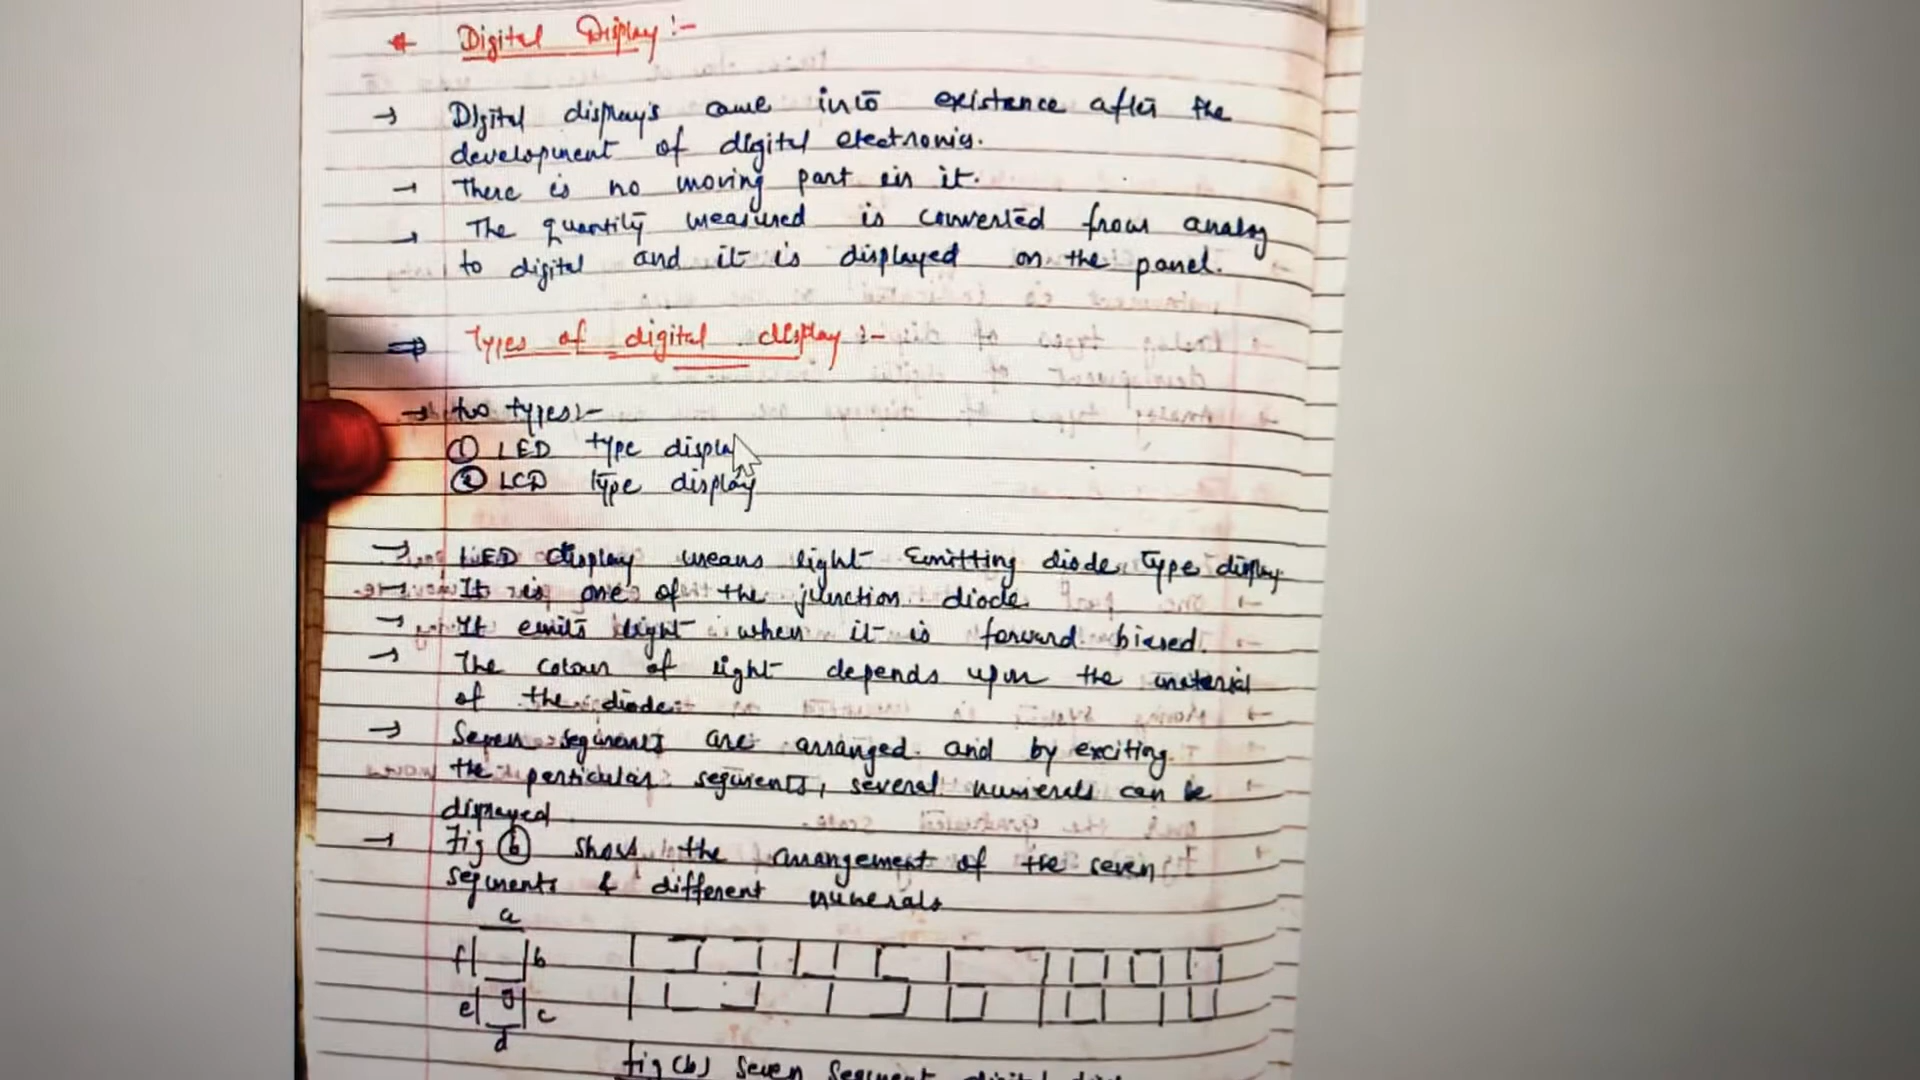 * Digital Display :-
→ Digital displays came into existance after the
development of digital electronics.
→ There is no moving part in it.
→ The quantity measured is converted from analog
to digital and it is displayed on the panel.
⇒ Types of digital display :-
→ two types:-
① LED type display
② LCD type display
→ LED display means light Emitting diode type display
→ It is one of the junction diode
→ It emits light when it is forward biased.
→ The colour of light depends upon the material
of the diode.
→ Seven segments are arranged and by exciting
the particular segments, several numerals can be
displayed
→ Fig ⓑ shows the arrangement of the seven
segments & different numerals
a
f b
g
e c
d
fig (b) Seven Segment digital